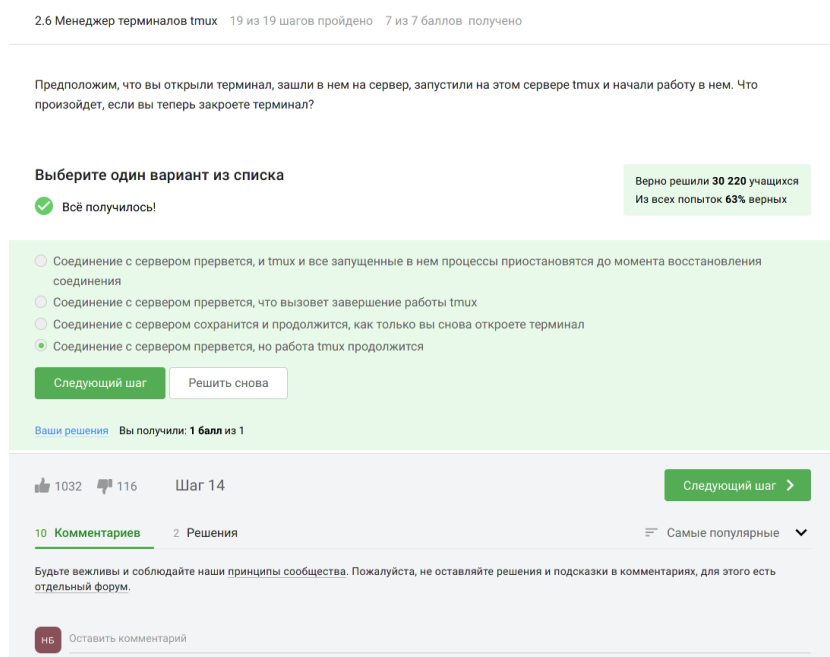 2.6 Менеджер терминалов tmux 19 из 19 шагов пройдено 7 из 7 баллов получено
Предположим, что вы открыли терминал, зашли в нем на сервер, запустили на этом сервере tmux и начали работу в нем. Что
произойдет, если вы теперь закроете терминал?
Выберите один вариант из списка
Верно решили 30 220 учащихся
Из всех попыток 63% верных
Всё получилось!
Соединение с сервером прервется, и tmux и все запущенные в нем процессы приостановятся до момента восстановления
соединения
Соединение с сервером прервется, что вызовет завершение работы tmux
Соединение с сервером сохранится и продолжится, как только вы снова откроете терминал
Соединение с сервером прервется, но работа tmux продолжится
Следующий шаг Решить снова
Ваши решения Вы получили: 1 балл из 1
1032 116 Шаг 14 Следующий шаг
10 Комментариев 2 Решения Самые популярные
Будьте вежливы и соблюдайте наши принципы сообщества. Пожалуйста, не оставляйте решения и подсказки в комментариях, для этого есть
отдельный форум.
НБ Оставить комментарий